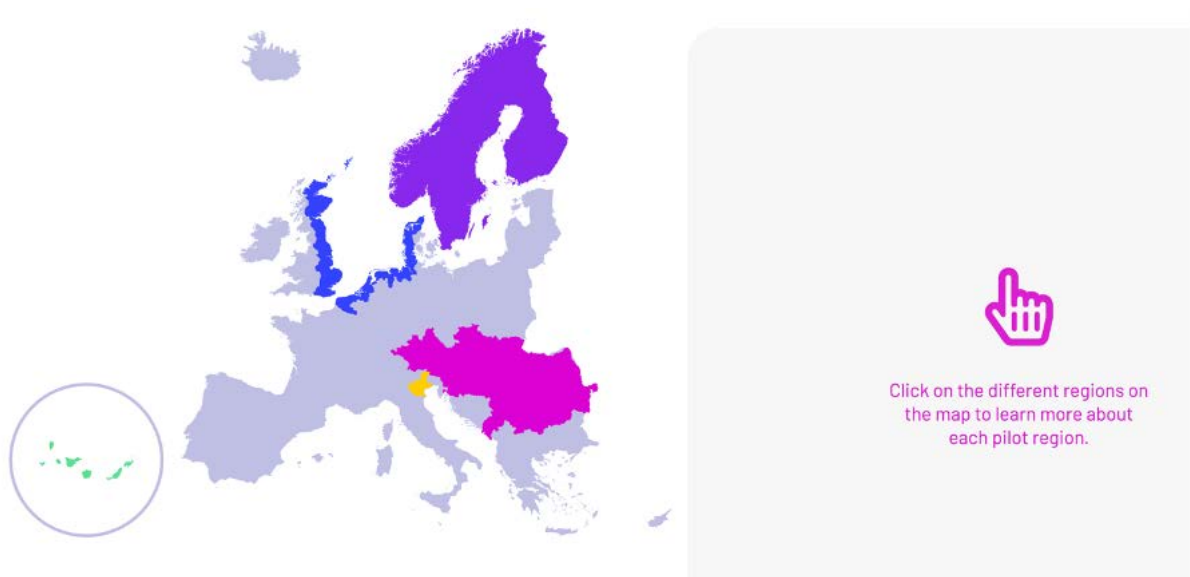 Click on the different regions on
the map to learn more about
each pilot region.